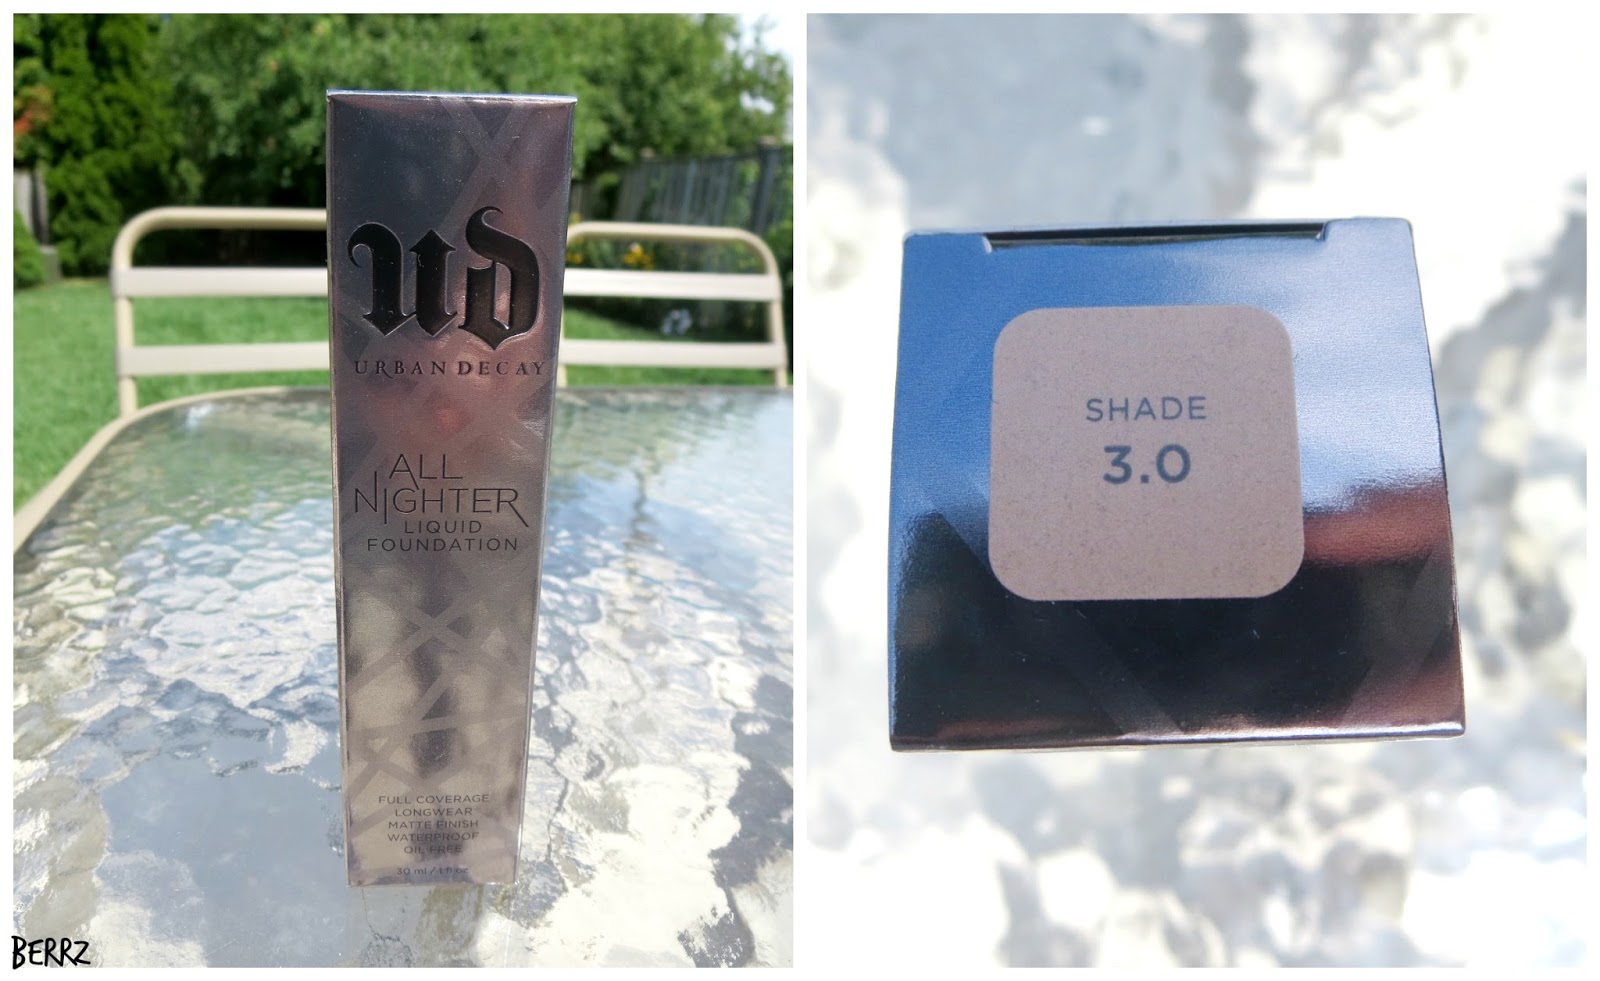 ud
URBAN DECAY
ALL
NIGHTER
LIQUID
FOUNDATION
FULL COVERAGE
LONGWEAR
MATTE FINISH
WATERPROOF
OIL-FREE
30 ml / 1 fl oz
SHADE
3.0
BERRZ